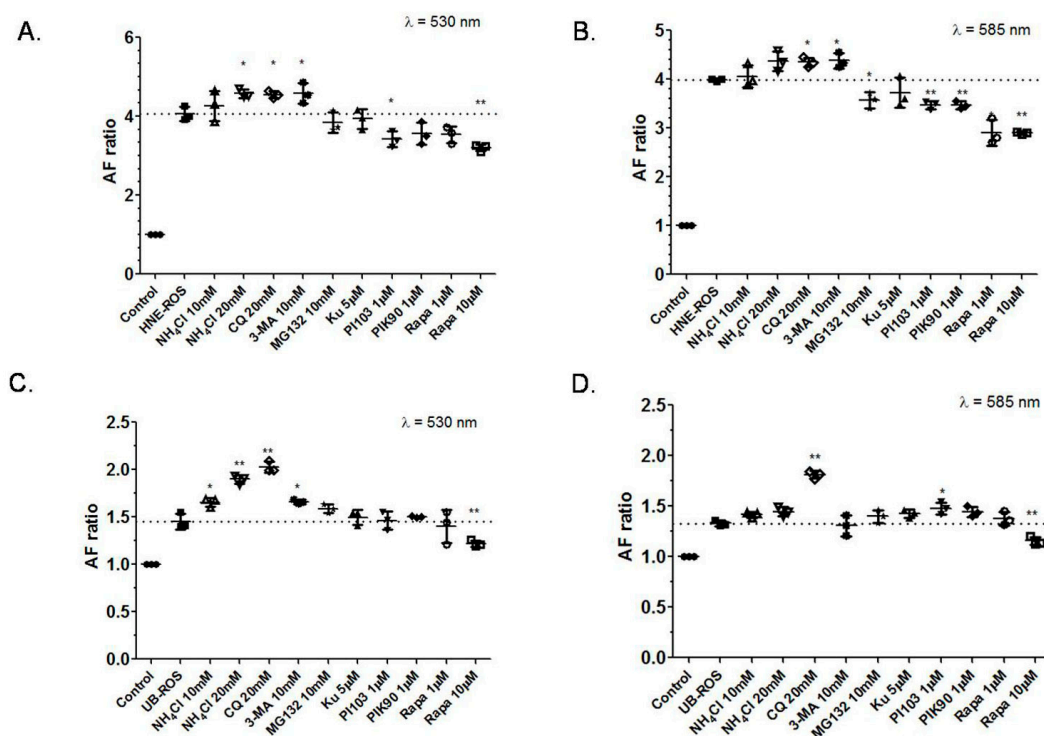 A.
λ = 530 nm
AF ratio
6
4
2
0
* * * * **
Control
HNE-ROS
NH₄Cl 10mM
NH₄Cl 20mM
CQ 20mM
3-MA 10mM
MG132 10mM
Ku 5µM
PI103 1µM
PIK90 1µM
Rapa 1µM
Rapa 10µM
B.
λ = 585 nm
AF ratio
5
4
3
2
1
0
* * * ** ** * **
Control
HNE-ROS
NH₄Cl 10mM
NH₄Cl 20mM
CQ 20mM
3-MA 10mM
MG132 10mM
Ku 5µM
PI103 1µM
PIK90 1µM
Rapa 1µM
Rapa 10µM
C.
λ = 530 nm
AF ratio
2.5
2.0
1.5
1.0
0.5
0.0
* ** ** * **
Control
UB-ROS
NH₄Cl 10mM
NH₄Cl 20mM
CQ 20mM
3-MA 10mM
MG132 10mM
Ku 5µM
PI103 1µM
PIK90 1µM
Rapa 1µM
Rapa 10µM
D.
λ = 585 nm
AF ratio
2.5
2.0
1.5
1.0
0.5
0.0
** * **
Control
UB-ROS
NH₄Cl 10mM
NH₄Cl 20mM
CQ 20mM
3-MA 10mM
MG132 10mM
Ku 5µM
PI103 1µM
PIK90 1µM
Rapa 1µM
Rapa 10µM